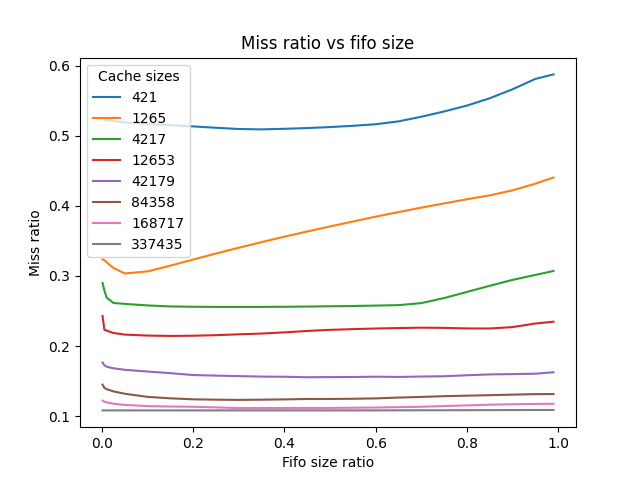 Miss ratio vs fifo size
Cache sizes
421
1265
4217
12653
42179
84358
168717
337435
Miss ratio
0.6
0.5
0.4
0.3
0.2
0.1
0.0 0.2 0.4 0.6 0.8 1.0
Fifo size ratio